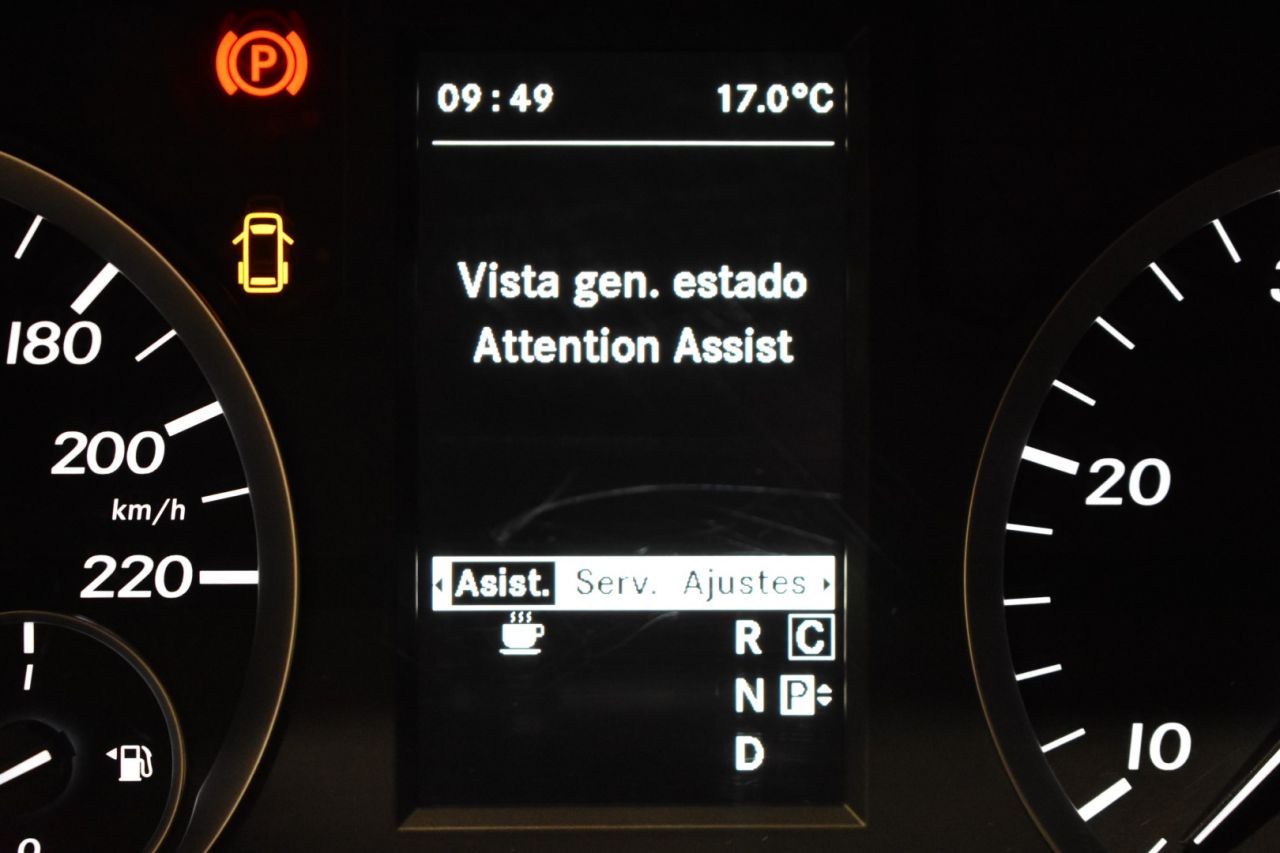 P
09:49 17.0°C
Vista gen. estado
Attention Assist
180
200
km/h
220
20
10
Asist. Serv. Ajustes
R C
N P
D